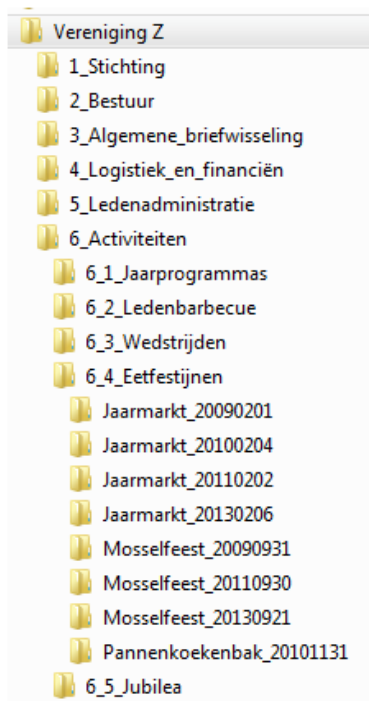 Vereniging Z
1_Stichting
2_Bestuur
3_Algemene_briefwisseling
4_Logistiek_en_financiën
5_Ledenadministratie
6_Activiteiten
6_1_Jaarprogrammas
6_2_Ledenbarbecue
6_3_Wedstrijden
6_4_Eetfestijnen
Jaarmarkt_20090201
Jaarmarkt_20100204
Jaarmarkt_20110202
Jaarmarkt_20130206
Mosselfeest_20090931
Mosselfeest_20110930
Mosselfeest_20130921
Pannenkoekenbak_20101131
6_5_Jubilea